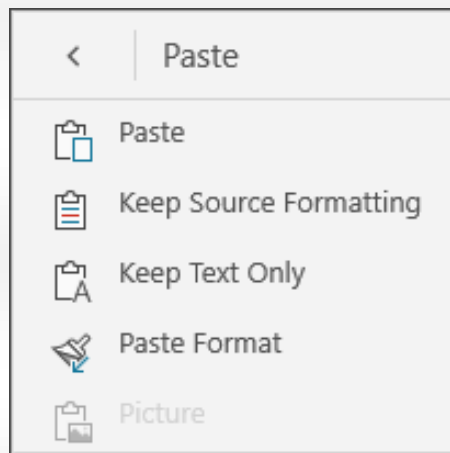 Paste
Paste
Keep Source Formatting
Keep Text Only
Paste Format
Picture